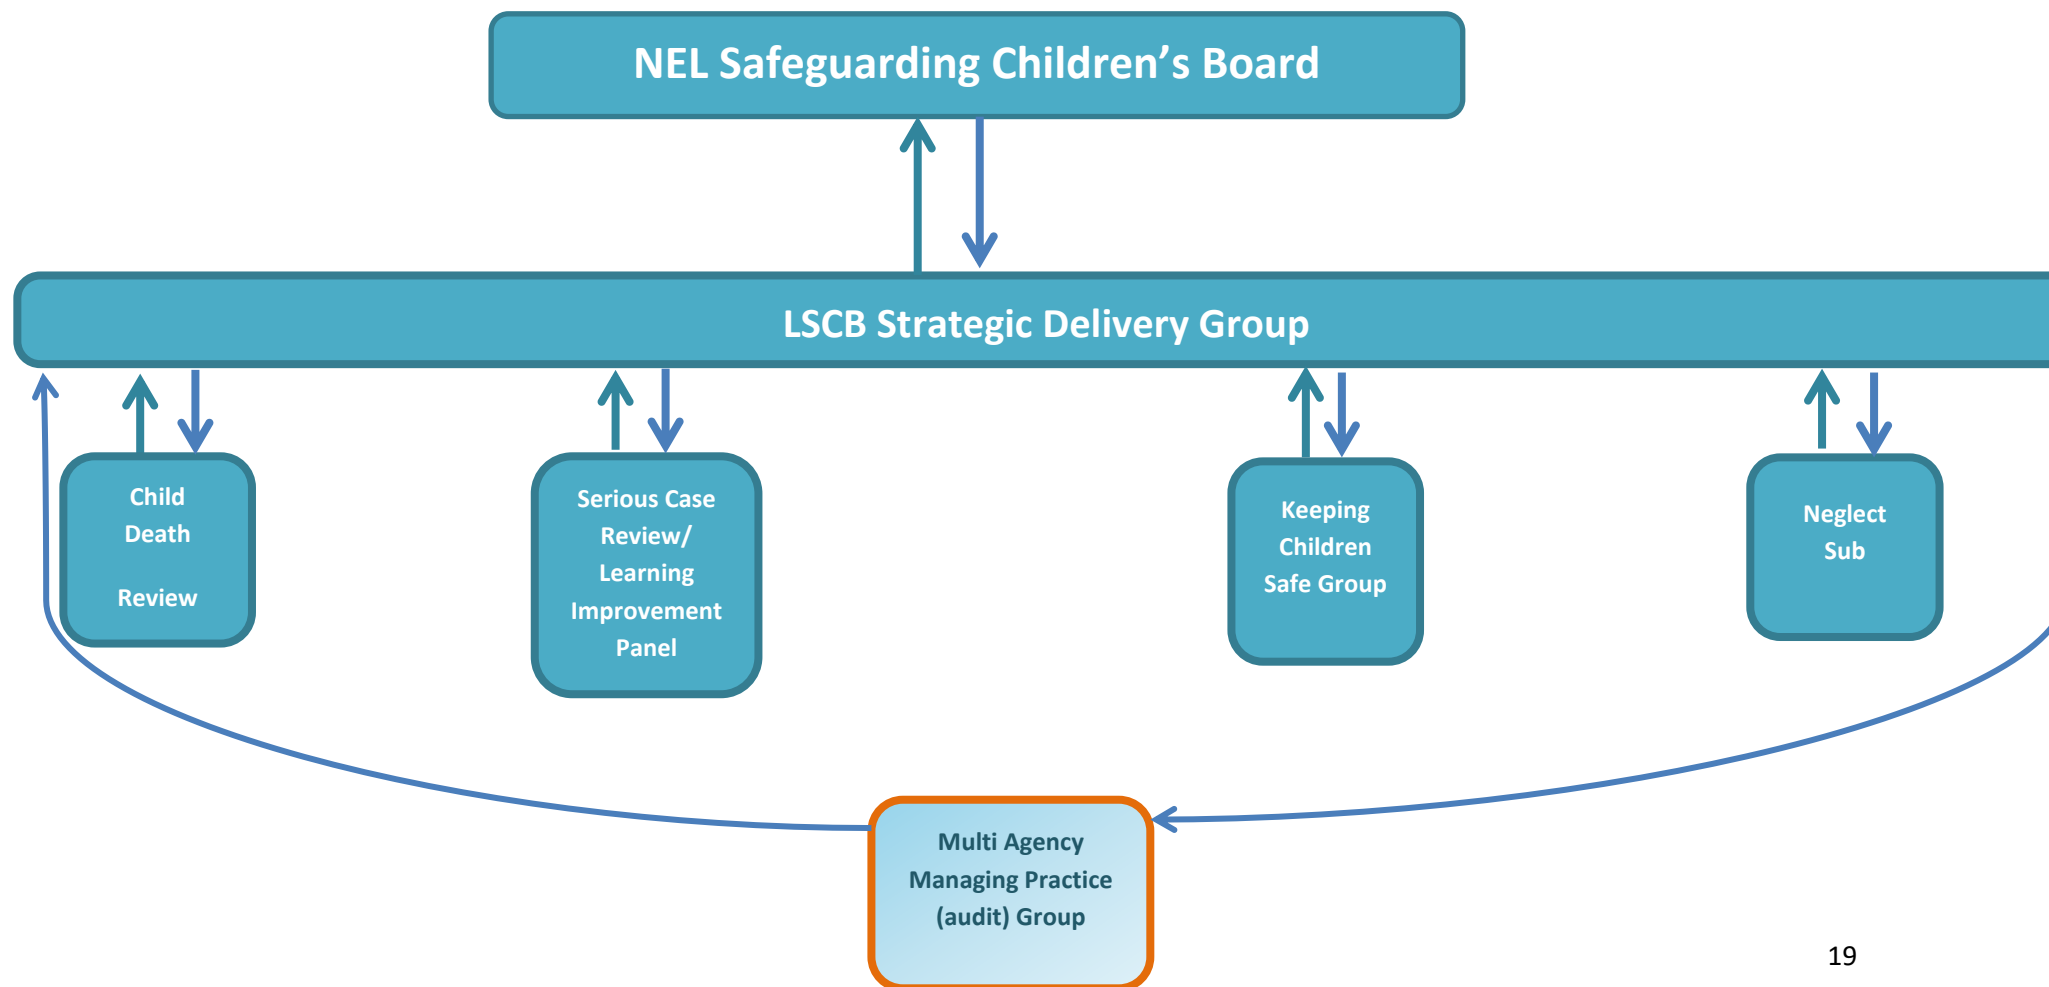 NEL Safeguarding Children’s Board
LSCB Strategic Delivery Group
Child
Death
Review
Serious Case
Review/
Learning
Improvement
Panel
Keeping
Children
Safe Group
Neglect
Sub
Multi Agency
Managing Practice
(audit) Group
19